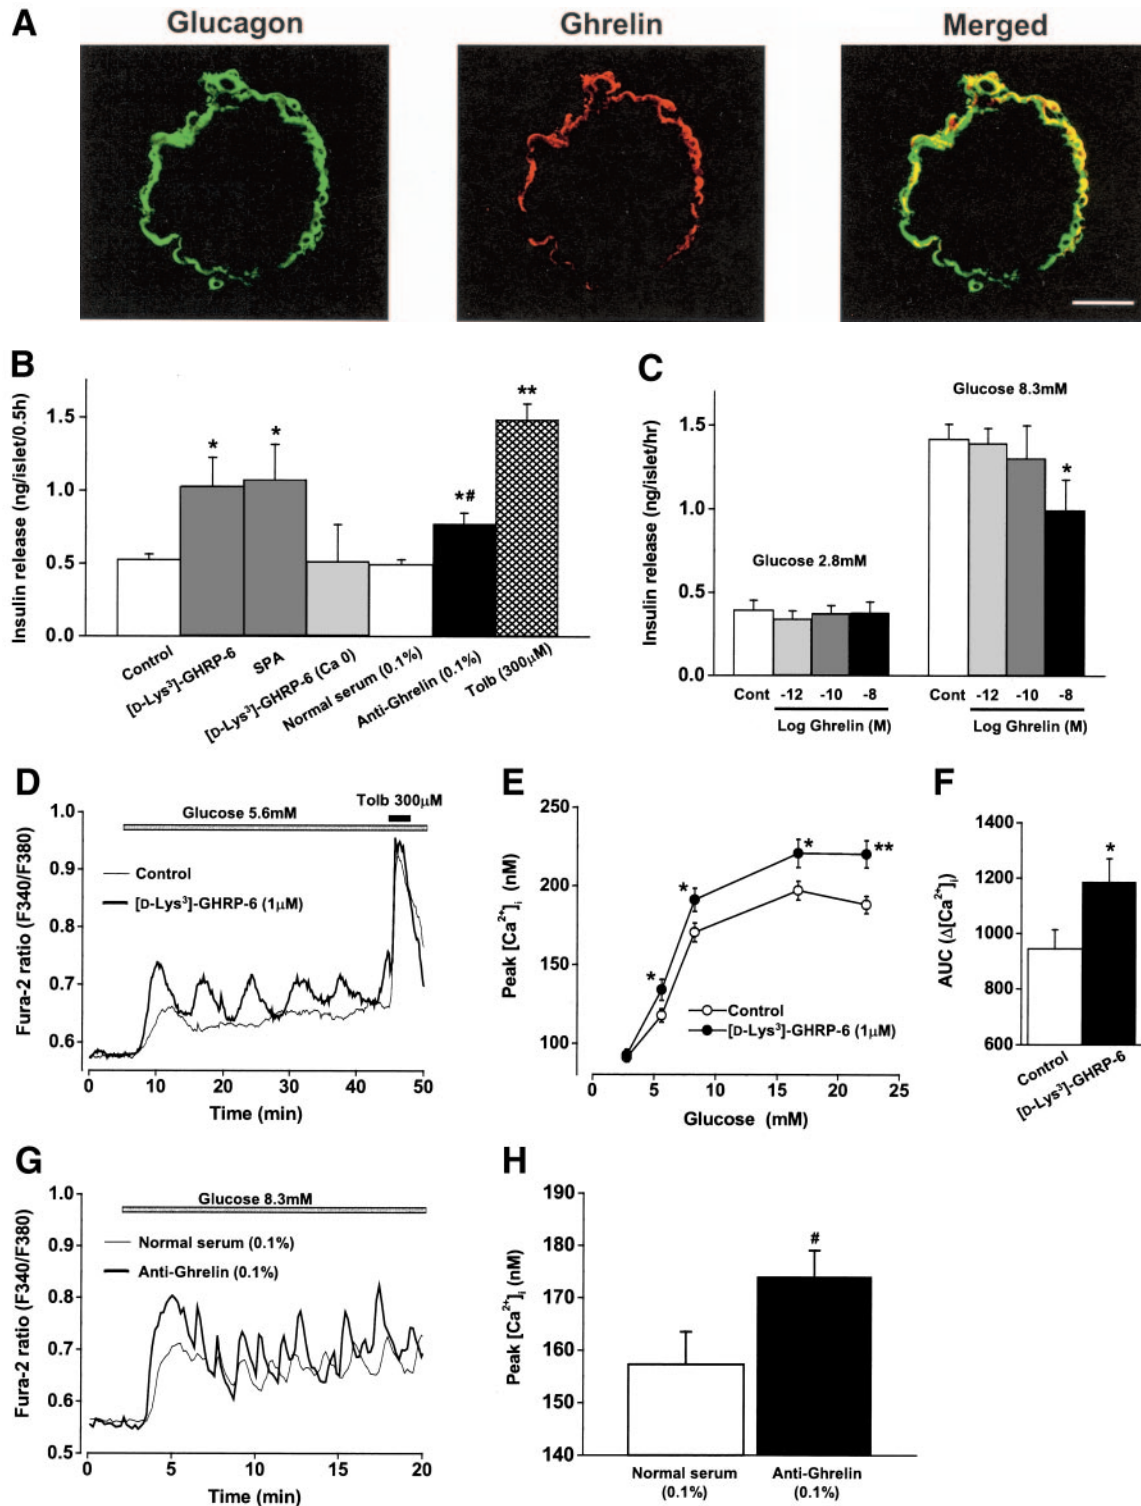 A
Glucagon
Ghrelin
Merged
B
Insulin release (ng/islet/0.5h)
1.5
1.0
0.5
0.0
*
*
*#
**
Control
[D-Lys³]-GHRP-6
SPA
[D-Lys³]-GHRP-6 (Ca 0)
Normal serum (0.1%)
Anti-Ghrelin (0.1%)
Tolb (300µM)
C
Insulin release (ng/islet/hr)
1.5
1.0
0.5
0.0
Glucose 2.8mM
Glucose 8.3mM
*
Cont -12 -10 -8
Log Ghrelin (M)
Cont -12 -10 -8
Log Ghrelin (M)
D
Fura-2 ratio (F340/F380)
1.0
0.9
0.8
0.7
0.6
Glucose 5.6mM
Tolb 300µM
Control
[D-Lys³]-GHRP-6 (1µM)
0 10 20 30 40 50
Time (min)
E
Peak [Ca²⁺]i (nM)
250
200
150
100
*
*
*
**
Control
[D-Lys³]-GHRP-6 (1µM)
0 5 10 15 20 25
Glucose (mM)
F
AUC (Δ[Ca²⁺]i)
1400
1200
1000
800
600
*
Control
[D-Lys³]-GHRP-6
G
Fura-2 ratio (F340/F380)
1.0
0.9
0.8
0.7
0.6
0.5
Glucose 8.3mM
Normal serum (0.1%)
Anti-Ghrelin (0.1%)
0 5 10 15 20
Time (min)
H
Peak [Ca²⁺]i (nM)
190
180
170
160
150
140
#
Normal serum
(0.1%)
Anti-Ghrelin
(0.1%)